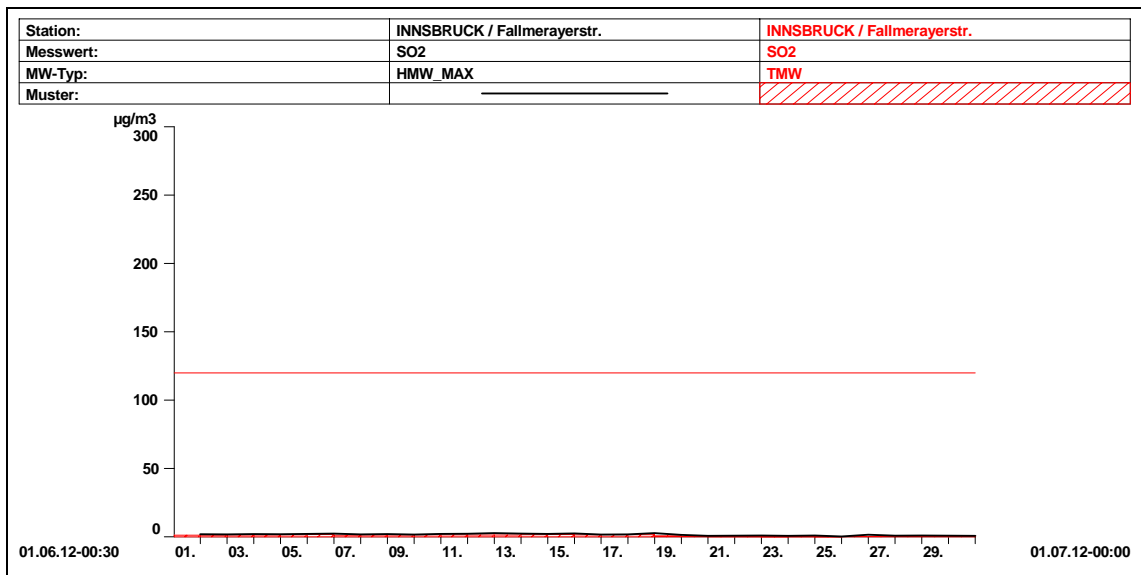 Station: INNSBRUCK / Fallmerayerstr. INNSBRUCK / Fallmerayerstr.
Messwert: SO2 SO2
MW-Typ: HMW_MAX TMW
Muster:
µg/m3
300
250
200
150
100
50
0
01.06.12-00:30 01. 03. 05. 07. 09. 11. 13. 15. 17. 19. 21. 23. 25. 27. 29. 01.07.12-00:00